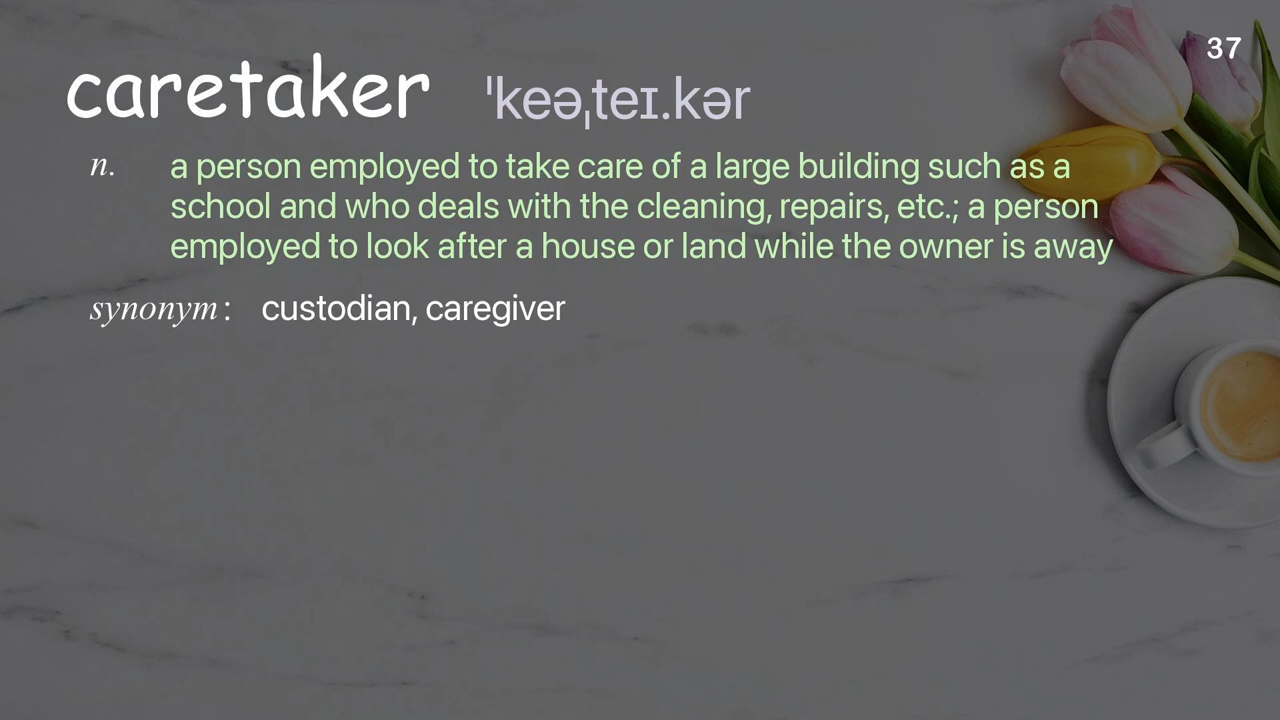 37
caretaker ˈkeəˌteɪ.kər
n. a person employed to take care of a large building such as a
school and who deals with the cleaning, repairs, etc.; a person
employed to look after a house or land while the owner is away
synonym: custodian, caregiver